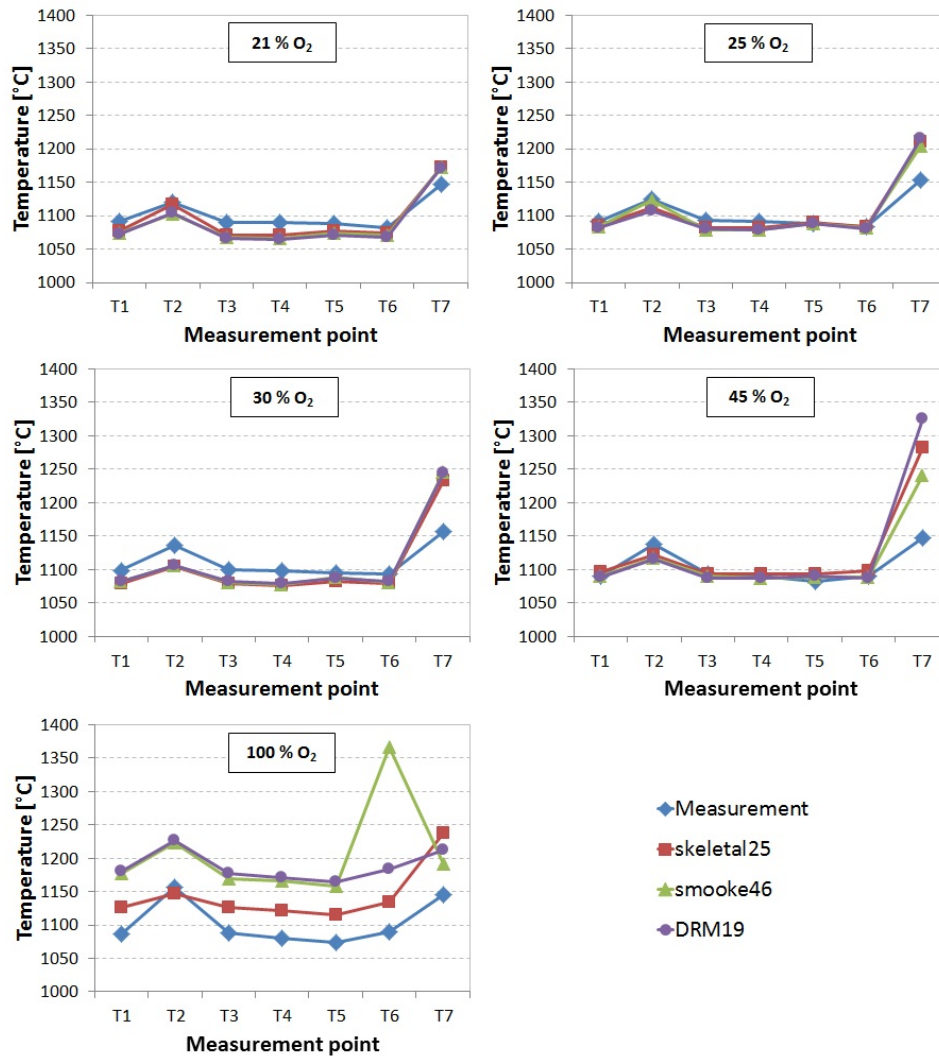 21 % O₂
Temperature [°C]
1400
1350
1300
1250
1200
1150
1100
1050
1000
T1 T2 T3 T4 T5 T6 T7
Measurement point
25 % O₂
Temperature [°C]
1400
1350
1300
1250
1200
1150
1100
1050
1000
T1 T2 T3 T4 T5 T6 T7
Measurement point
30 % O₂
Temperature [°C]
1400
1350
1300
1250
1200
1150
1100
1050
1000
T1 T2 T3 T4 T5 T6 T7
Measurement point
45 % O₂
Temperature [°C]
1400
1350
1300
1250
1200
1150
1100
1050
1000
T1 T2 T3 T4 T5 T6 T7
Measurement point
100 % O₂
Temperature [°C]
1400
1350
1300
1250
1200
1150
1100
1050
1000
T1 T2 T3 T4 T5 T6 T7
Measurement point
Measurement
skeletal25
smooke46
DRM19